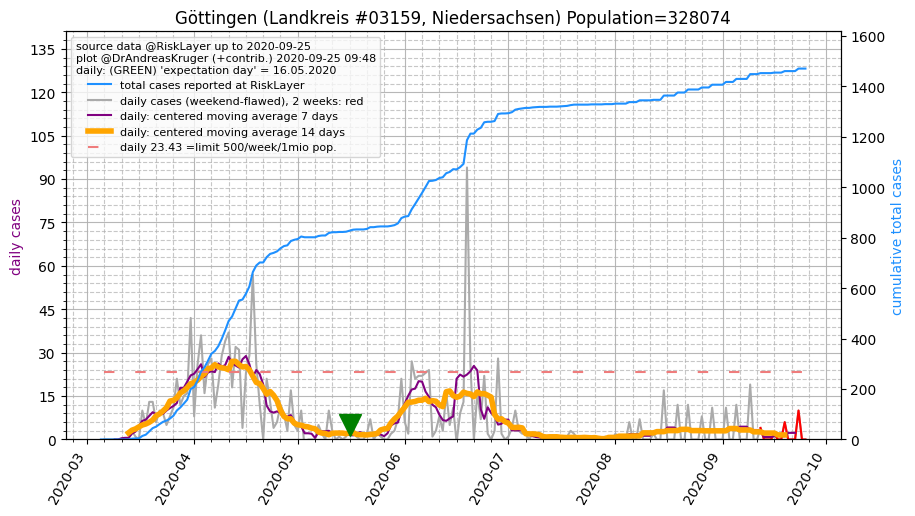 Göttingen (Landkreis #03159, Niedersachsen) Population=328074
source data @RiskLayer up to 2020-09-25
plot @DrAndreasKruger (+contrib.) 2020-09-25 09:48
daily: (GREEN) 'expectation day' = 16.05.2020
total cases reported at RiskLayer
daily cases (weekend-flawed), 2 weeks: red
daily: centered moving average 7 days
daily: centered moving average 14 days
daily 23.43 =limit 500/week/1mio pop.
daily cases
135
120
105
90
75
60
45
30
15
0
cumulative total cases
1600
1400
1200
1000
800
600
400
200
0
2020-03
2020-04
2020-05
2020-06
2020-07
2020-08
2020-09
2020-10